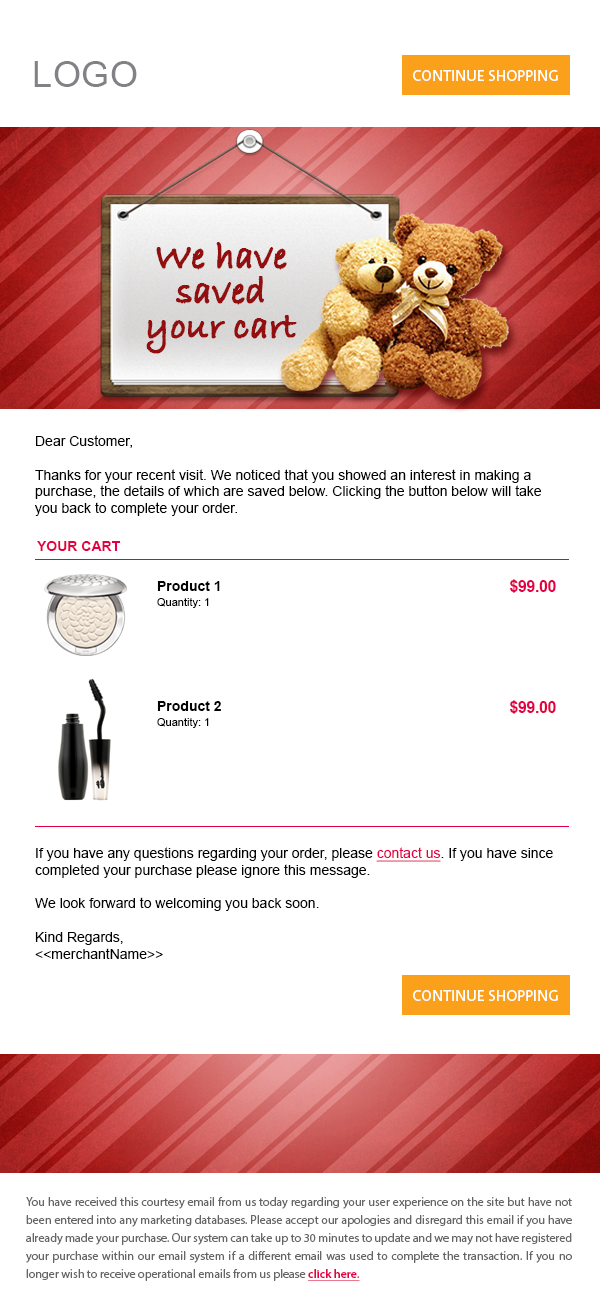 LOGO
CONTINUE SHOPPING
We have
saved
your cart
Dear Customer,
Thanks for your recent visit. We noticed that you showed an interest in making a
purchase, the details of which are saved below. Clicking the button below will take
you back to complete your order.
YOUR CART
Product 1
$99.00
Quantity: 1
Product 2
$99.00
Quantity: 1
If you have any questions regarding your order, please contact us. If you have since
completed your purchase please ignore this message.
We look forward to welcoming you back soon.
Kind Regards,
<<merchantName>>
CONTINUE SHOPPING
You have received this courtesy email from us today regarding your user experience on the site but have not
been entered into any marketing databases. Please accept our apologies and disregard this email if you have
already made your purchase. Our system can take up to 30 minutes to update and we may not have registered
your purchase within our email system if a different email was used to complete the transaction. If you no
longer wish to receive operational emails from us please click here.